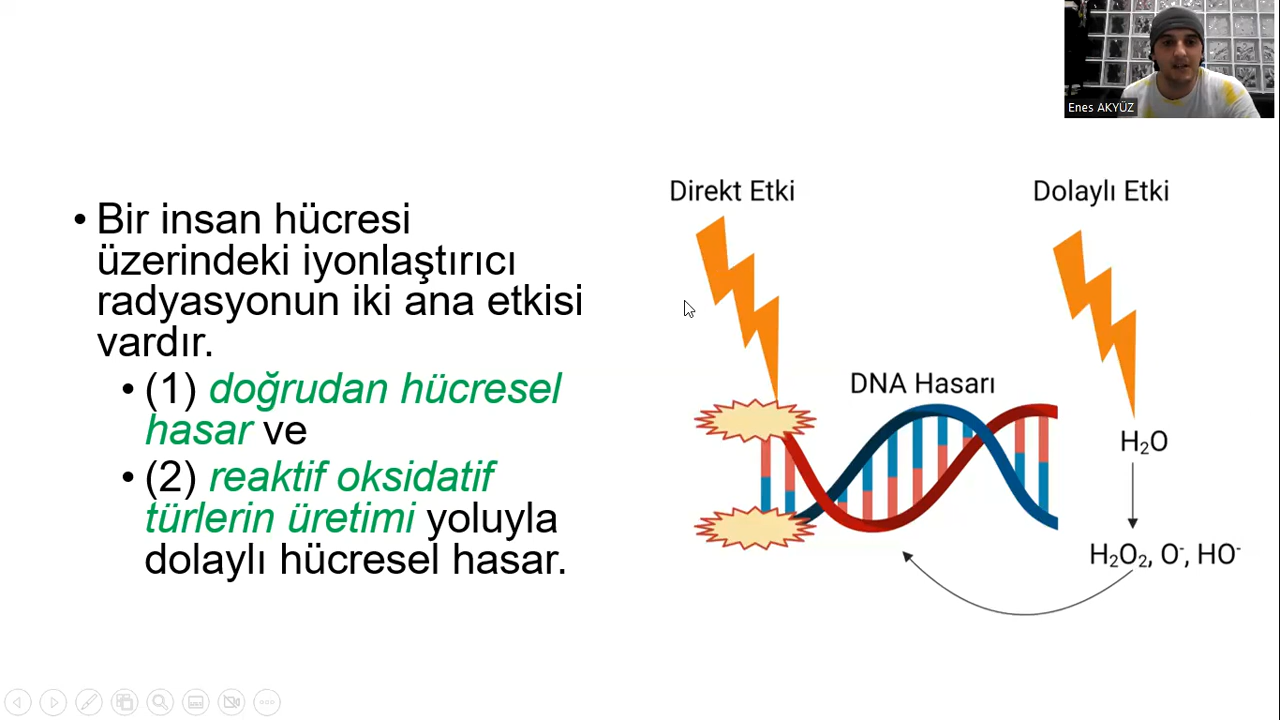 Enes AKYÜZ
• Bir insan hücresi
üzerindeki iyonlaştırıcı
radyasyonun iki ana etkisi
vardır.
• (1) doğrudan hücresel
hasar ve
• (2) reaktif oksidatif
türlerin üretimi yoluyla
dolaylı hücresel hasar.
Direkt Etki
Dolaylı Etki
DNA Hasarı
H₂O
H₂O₂, O⁻, HO⁻